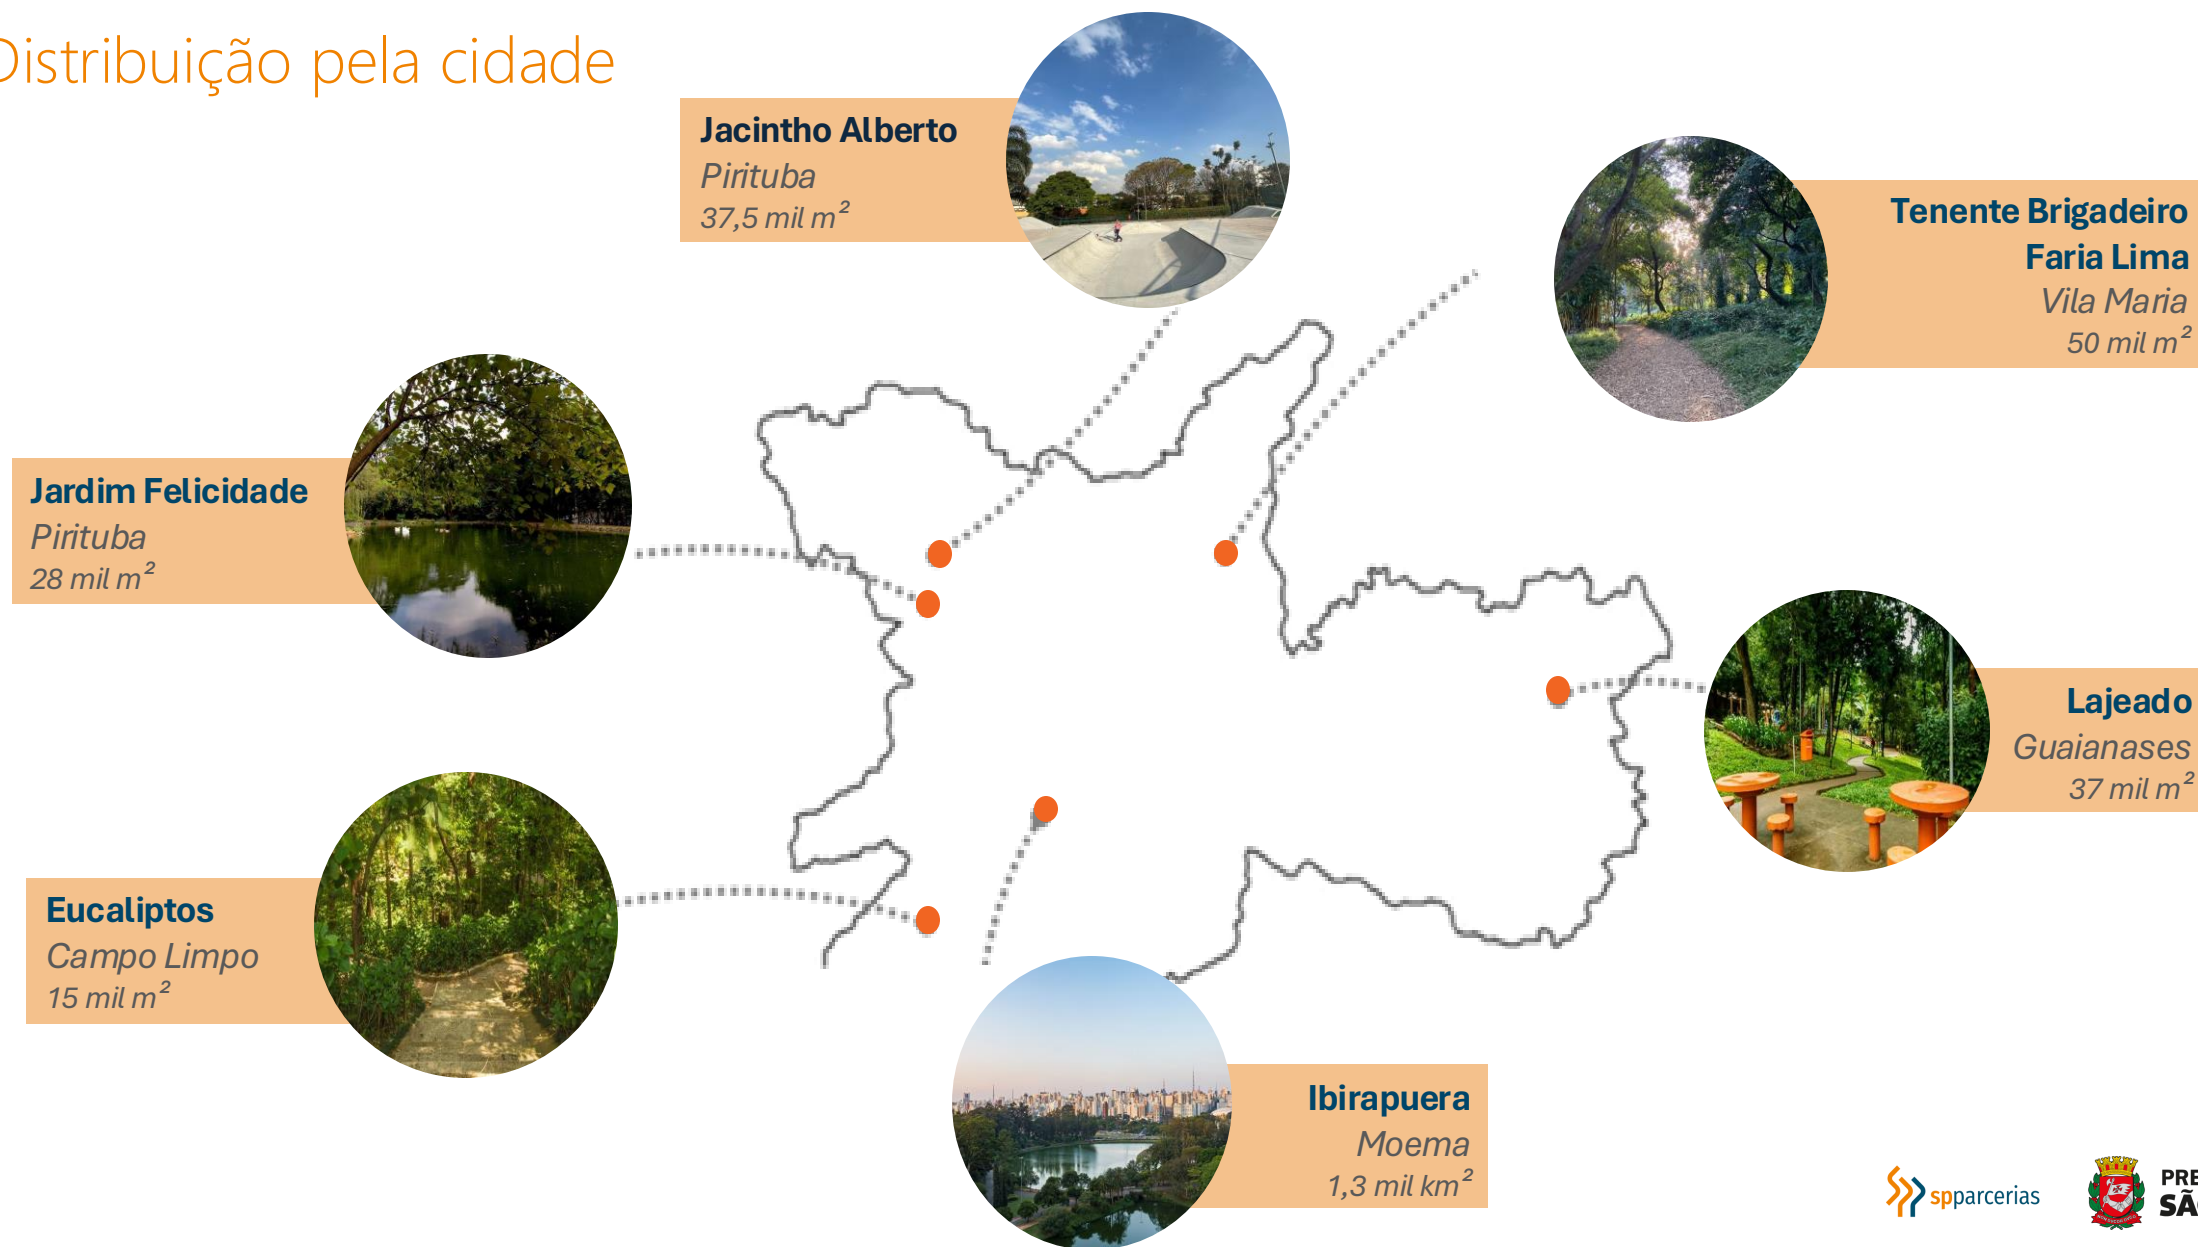 Distribuição pela cidade
Jacintho Alberto
Pirituba
37,5 mil m²
Tenente Brigadeiro
Faria Lima
Vila Maria
50 mil m²
Jardim Felicidade
Pirituba
28 mil m²
Lajeado
Guaianases
37 mil m²
Eucaliptos
Campo Limpo
15 mil m²
Ibirapuera
Moema
1,3 mil km²
spparcerias
PRE
SÃ